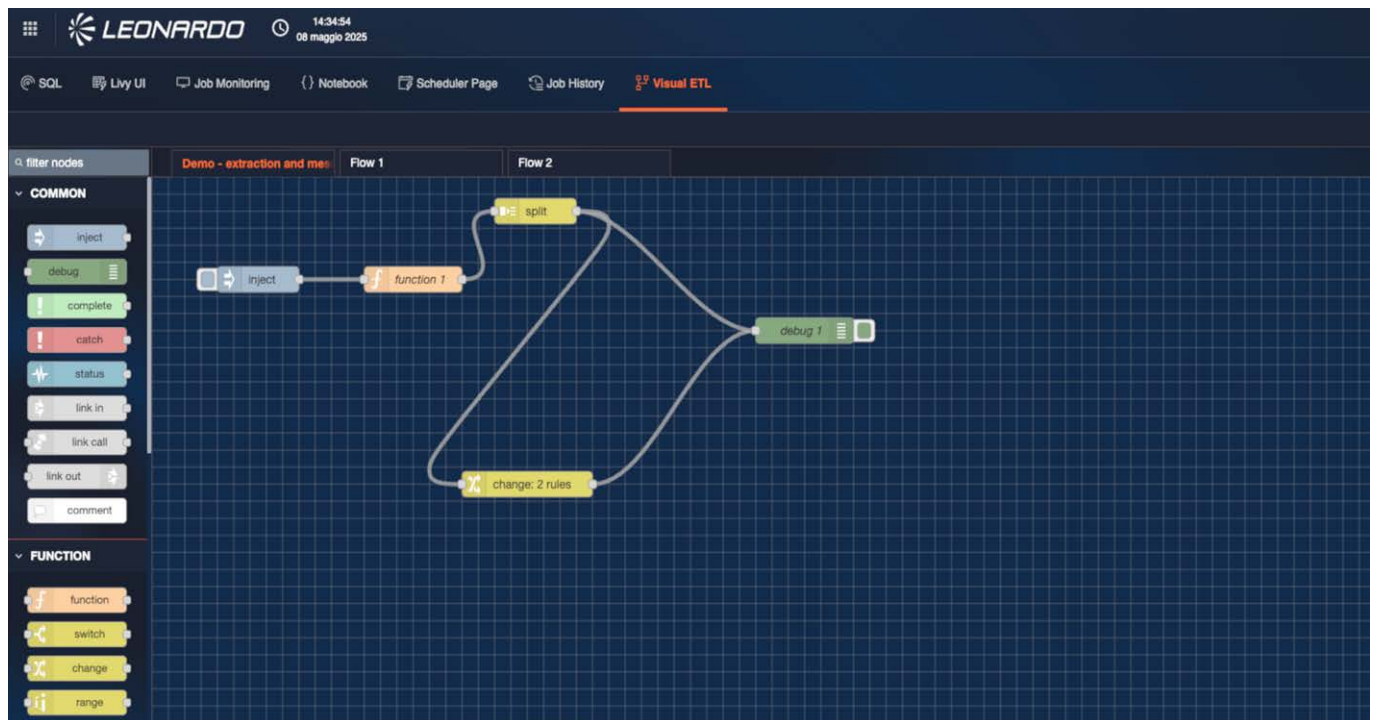 LEONARDO
14:34:54
08 maggio 2025
SQL
Livy UI
Job Monitoring
{ } Notebook
Scheduler Page
Job History
Visual ETL
filter nodes
Demo - extraction and mes
Flow 1
Flow 2
COMMON
inject
debug
complete
catch
status
link in
link call
link out
comment
FUNCTION
function
switch
change
range
inject
function 1
split
debug 1
change: 2 rules